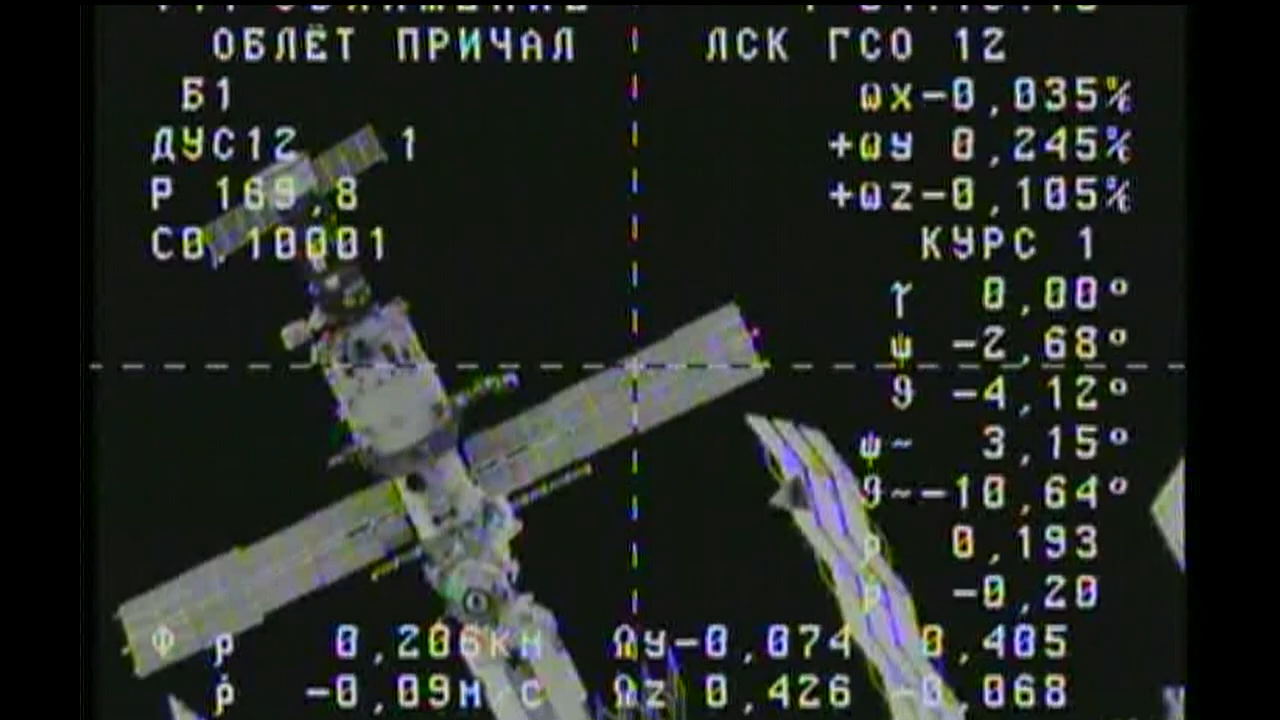 ОБЛЁТ ПРИЧАЛ ЛСК ГСО 12
Б1 ωx-0,035°/с
ДУС12 1 +ωy 0,245°/с
Р 169,8 +ωz-0,105°/с
С0,10001 КУРС 1
γ 0,00°
ψ -2,68°
ϑ -4,12°
ψ~ 3,15°
ϑ~-10,64°
ρ 0,193
ρ̇ -0,20
Ф ρ 0,206КМ Ωy-0,074 0,405
ρ̇ -0,09М/С Ωz 0,426 -0,068